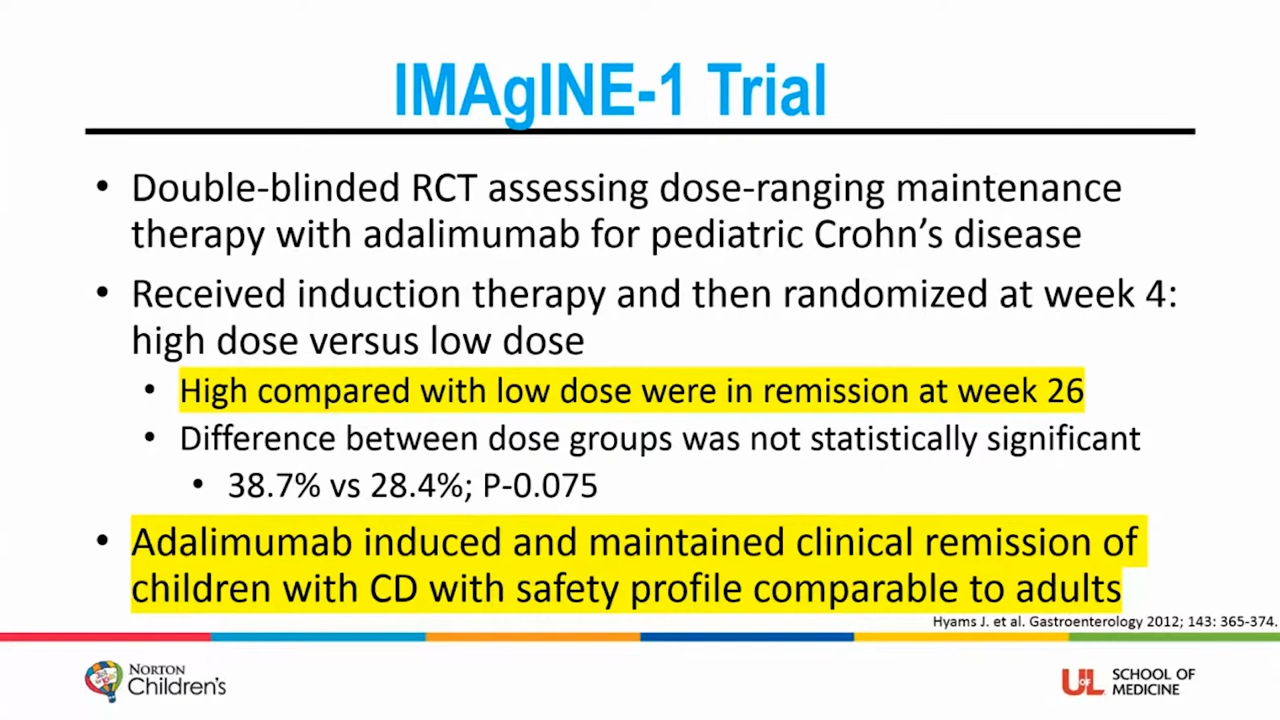 IMAgINE-1 Trial
• Double-blinded RCT assessing dose-ranging maintenance
therapy with adalimumab for pediatric Crohn's disease
• Received induction therapy and then randomized at week 4:
high dose versus low dose
• High compared with low dose were in remission at week 26
• Difference between dose groups was not statistically significant
• 38.7% vs 28.4%; P-0.075
• Adalimumab induced and maintained clinical remission of
children with CD with safety profile comparable to adults
Hyams J. et al. Gastroenterology 2012; 143: 365-374.
NORTON
Children's
UofL
SCHOOL OF
MEDICINE